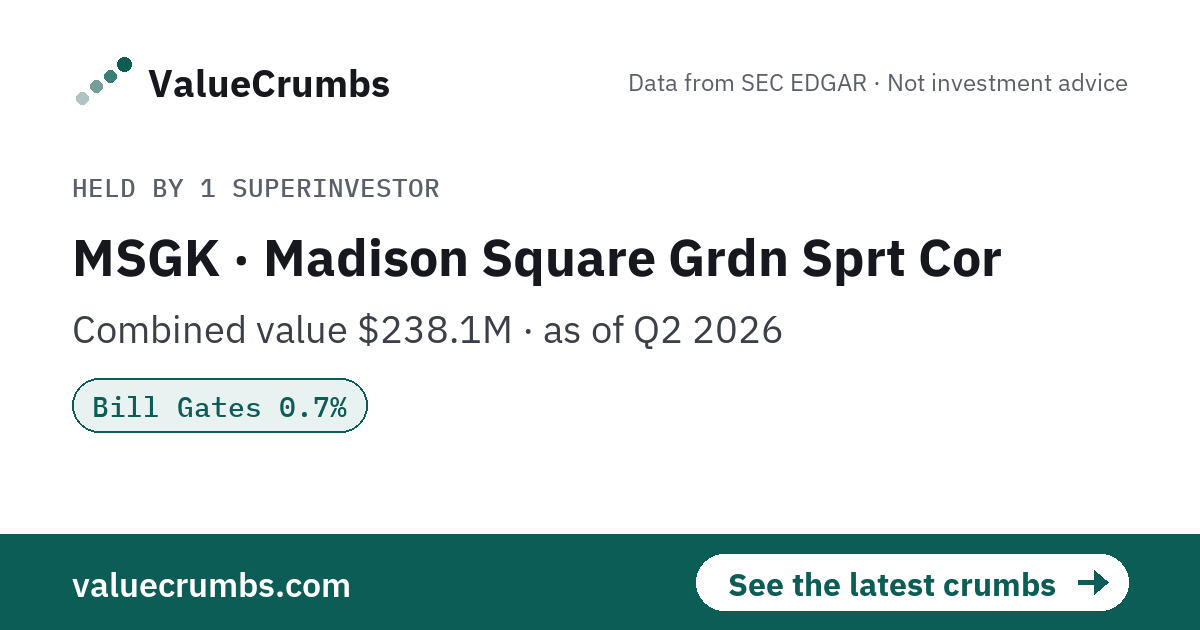 ValueCrumbs
Data from SEC EDGAR · Not investment advice
HELD BY 1 SUPERINVESTOR
MSGK · Madison Square Grdn Sprt Cor
Combined value $238.1M · as of Q2 2026
Bill Gates 0.7%
valuecrumbs.com
See the latest crumbs